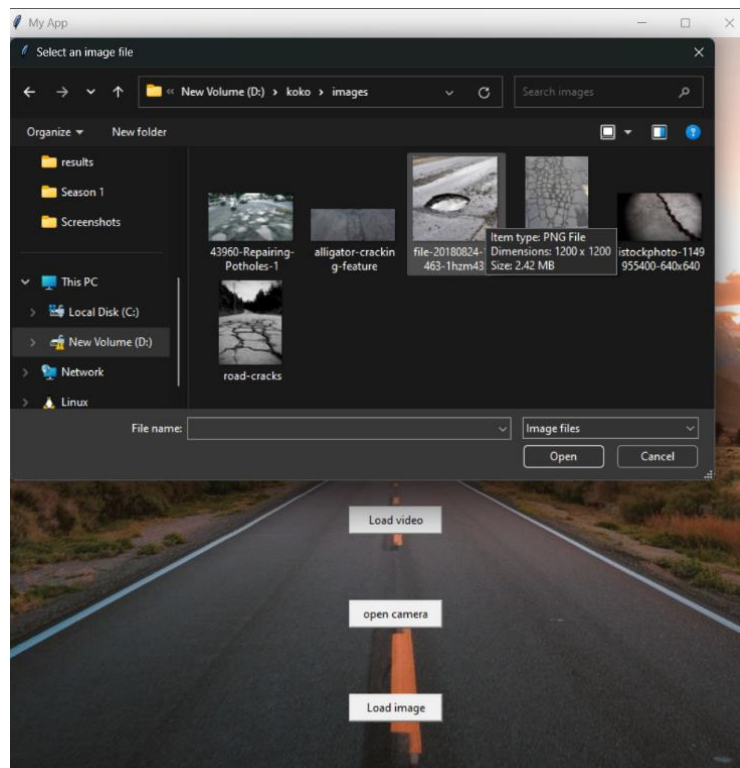 My App
Select an image file
New Volume (D:) › koko › images
Search images
Organize
New folder
results
Season 1
Screenshots
This PC
Local Disk (C:)
New Volume (D:)
Network
Linux
43960-Repairing-
Potholes-1
alligator-crackin
g-feature
file-20180824-
463-1hzm43
Item type: PNG File
Dimensions: 1200 x 1200
Size: 2.42 MB
istockphoto-1149
955400-640x640
road-cracks
File name:
Image files
Open
Cancel
Load video
open camera
Load image